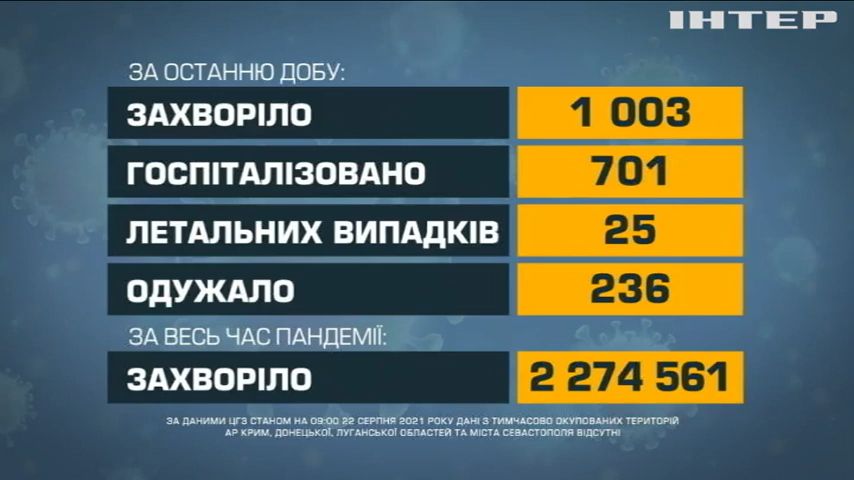 ІНТЕР
ЗА ОСТАННЮ ДОБУ:
ЗАХВОРІЛО 1 003
ГОСПІТАЛІЗОВАНО 701
ЛЕТАЛЬНИХ ВИПАДКІВ 25
ОДУЖАЛО 236
ЗА ВЕСЬ ЧАС ПАНДЕМІЇ:
ЗАХВОРІЛО 2 274 561
ЗА ДАНИМИ ЦГЗ СТАНОМ НА 09:00 22 СЕРПНЯ 2021 РОКУ ДАНІ З ТИМЧАСОВО ОКУПОВАНИХ ТЕРИТОРІЙ
АР КРИМ, ДОНЕЦЬКОЇ, ЛУГАНСЬКОЇ ОБЛАСТЕЙ ТА МІСТА СЕВАСТОПОЛЯ ВІДСУТНІ